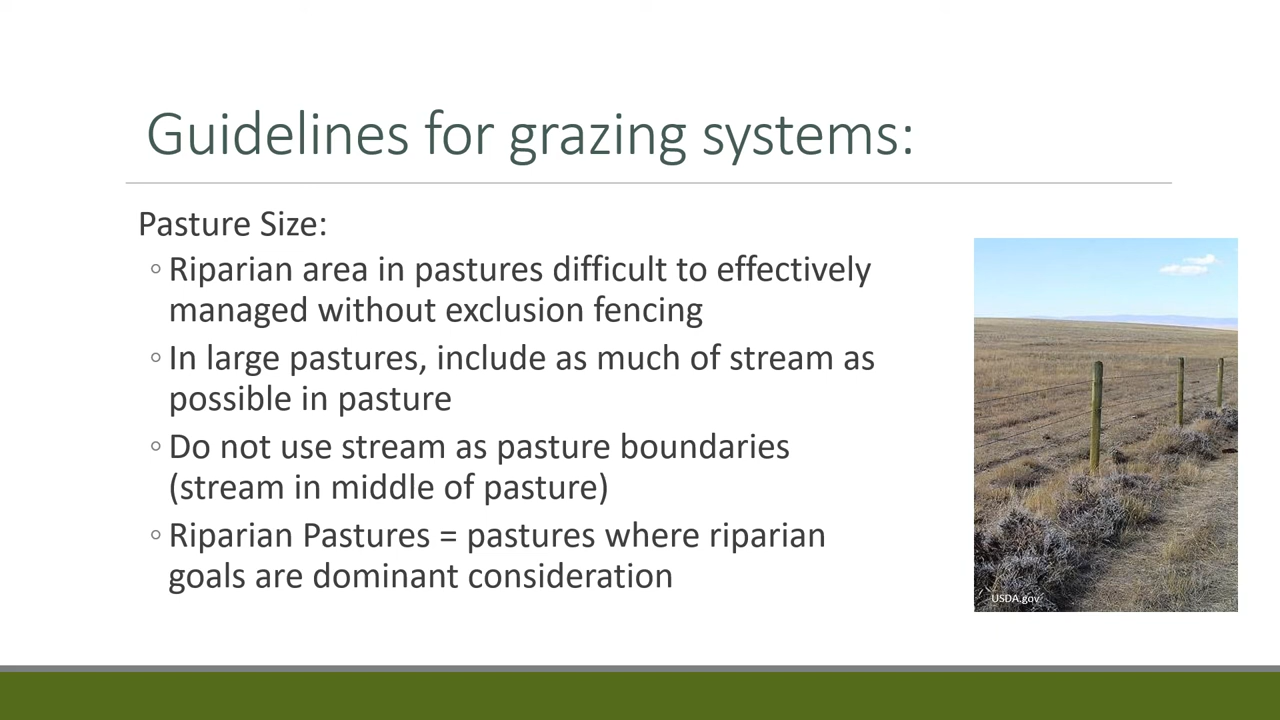 Guidelines for grazing systems:
Pasture Size:
◦ Riparian area in pastures difficult to effectively
managed without exclusion fencing
◦ In large pastures, include as much of stream as
possible in pasture
◦ Do not use stream as pasture boundaries
(stream in middle of pasture)
◦ Riparian Pastures = pastures where riparian
goals are dominant consideration
USDA.gov